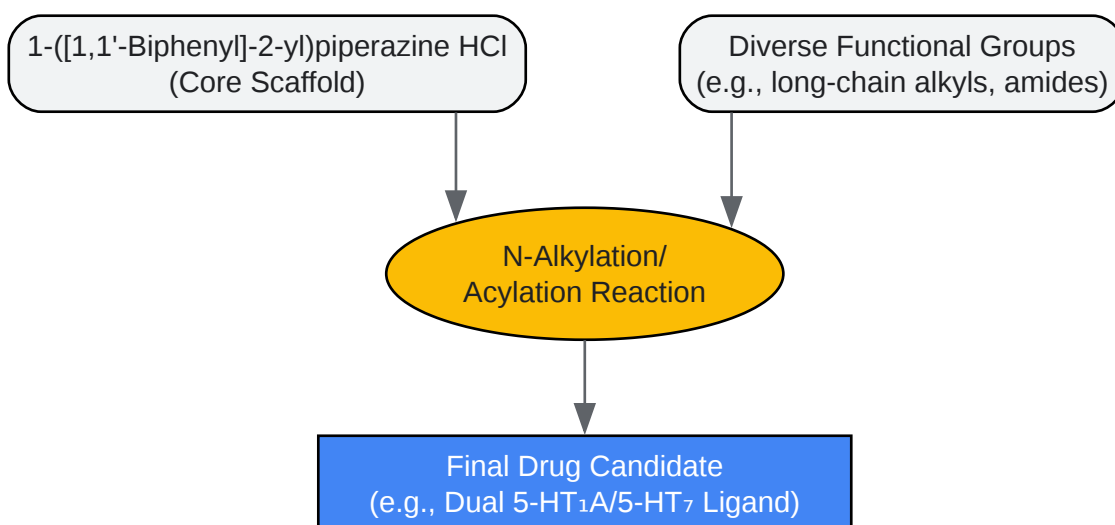 1-([1,1'-Biphenyl]-2-yl)piperazine HCl
(Core Scaffold)
Diverse Functional Groups
(e.g., long-chain alkyls, amides)
N-Alkylation/
Acylation Reaction
Final Drug Candidate
(e.g., Dual 5-HT₁A/5-HT₇ Ligand)